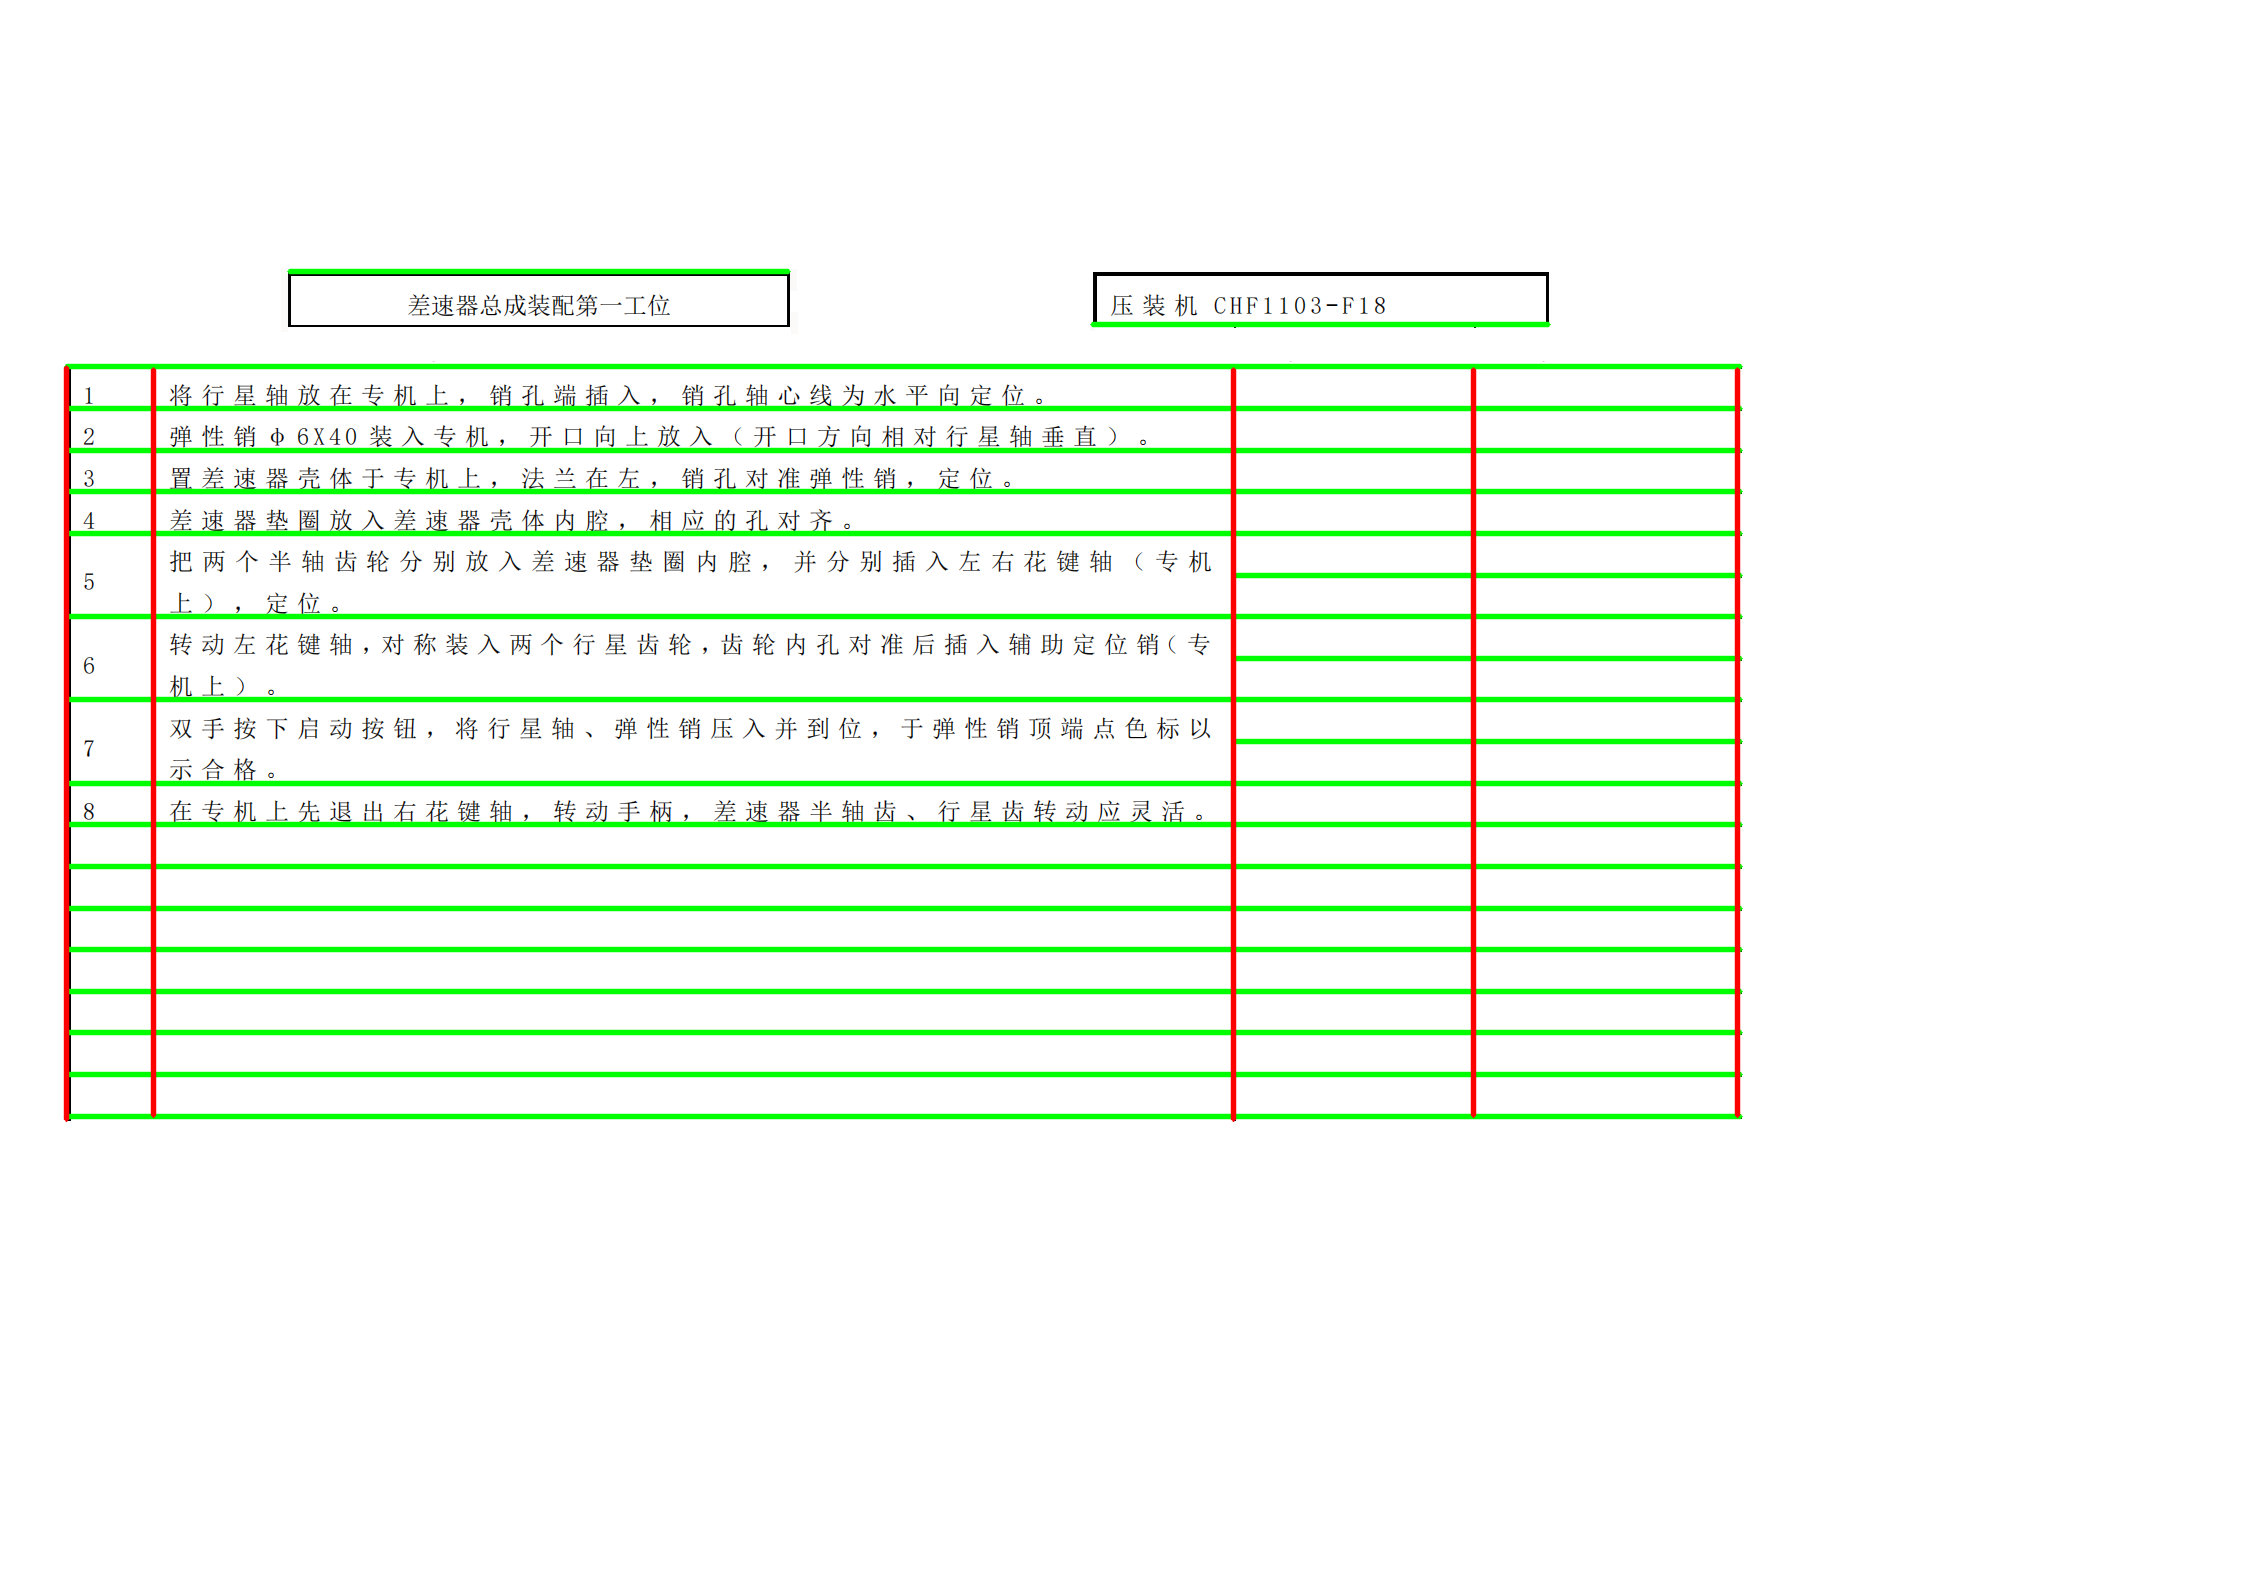 差速器总成装配第一工位
压装机 CHF1103-F18
1 将行星轴放在专机上，销孔端插入，销孔轴心线为水平向定位。
2 弹性销φ6X40装入专机，开口向上放入（开口方向相对行星轴垂直）。
3 置差速器壳体于专机上，法兰在左，销孔对准弹性销，定位。
4 差速器垫圈放入差速器壳体内腔，相应的孔对齐。
5 把两个半轴齿轮分别放入差速器垫圈内腔，并分别插入左右花键轴（专机
上），定位。
6 转动左花键轴，对称装入两个行星齿轮，齿轮内孔对准后插入辅助定位销（专
机上）。
7 双手按下启动按钮，将行星轴、弹性销压入并到位，于弹性销顶端点色标以
示合格。
8 在专机上先退出右花键轴，转动手柄，差速器半轴齿、行星齿转动应灵活。